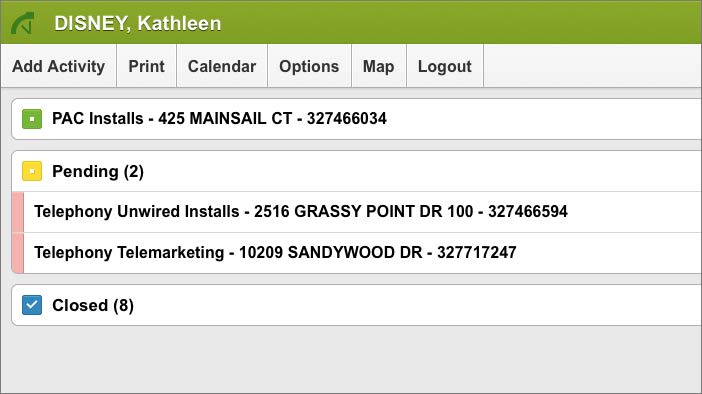 DISNEY, Kathleen
Add Activity Print Calendar Options Map Logout
PAC Installs - 425 MAINSAIL CT - 327466034
Pending (2)
Telephony Unwired Installs - 2516 GRASSY POINT DR 100 - 327466594
Telephony Telemarketing - 10209 SANDYWOOD DR - 327717247
Closed (8)